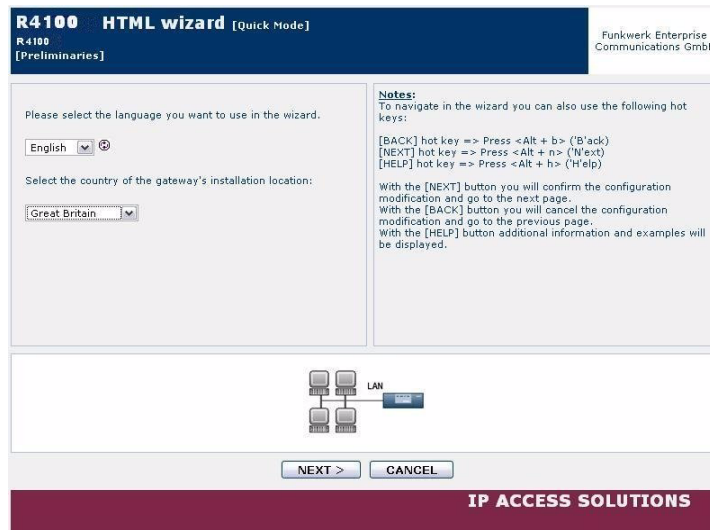 R4100 HTML wizard [Quick Mode]
R4100
[Preliminaries]
Funkwerk Enterprise
Communications Gmbl
Please select the language you want to use in the wizard.
English
Select the country of the gateway's installation location:
Great Britain
Notes:
To navigate in the wizard you can also use the following hot
keys:
[BACK] hot key => Press <Alt + b> ('B'ack)
[NEXT] hot key => Press <Alt + n> ('N'ext)
[HELP] hot key => Press <Alt + h> ('H'elp)
With the [NEXT] button you will confirm the configuration
modification and go to the next page.
With the [BACK] button you will cancel the configuration
modification and go to the previous page.
With the [HELP] button additional information and examples will
be displayed.
LAN
NEXT >
CANCEL
IP ACCESS SOLUTIONS